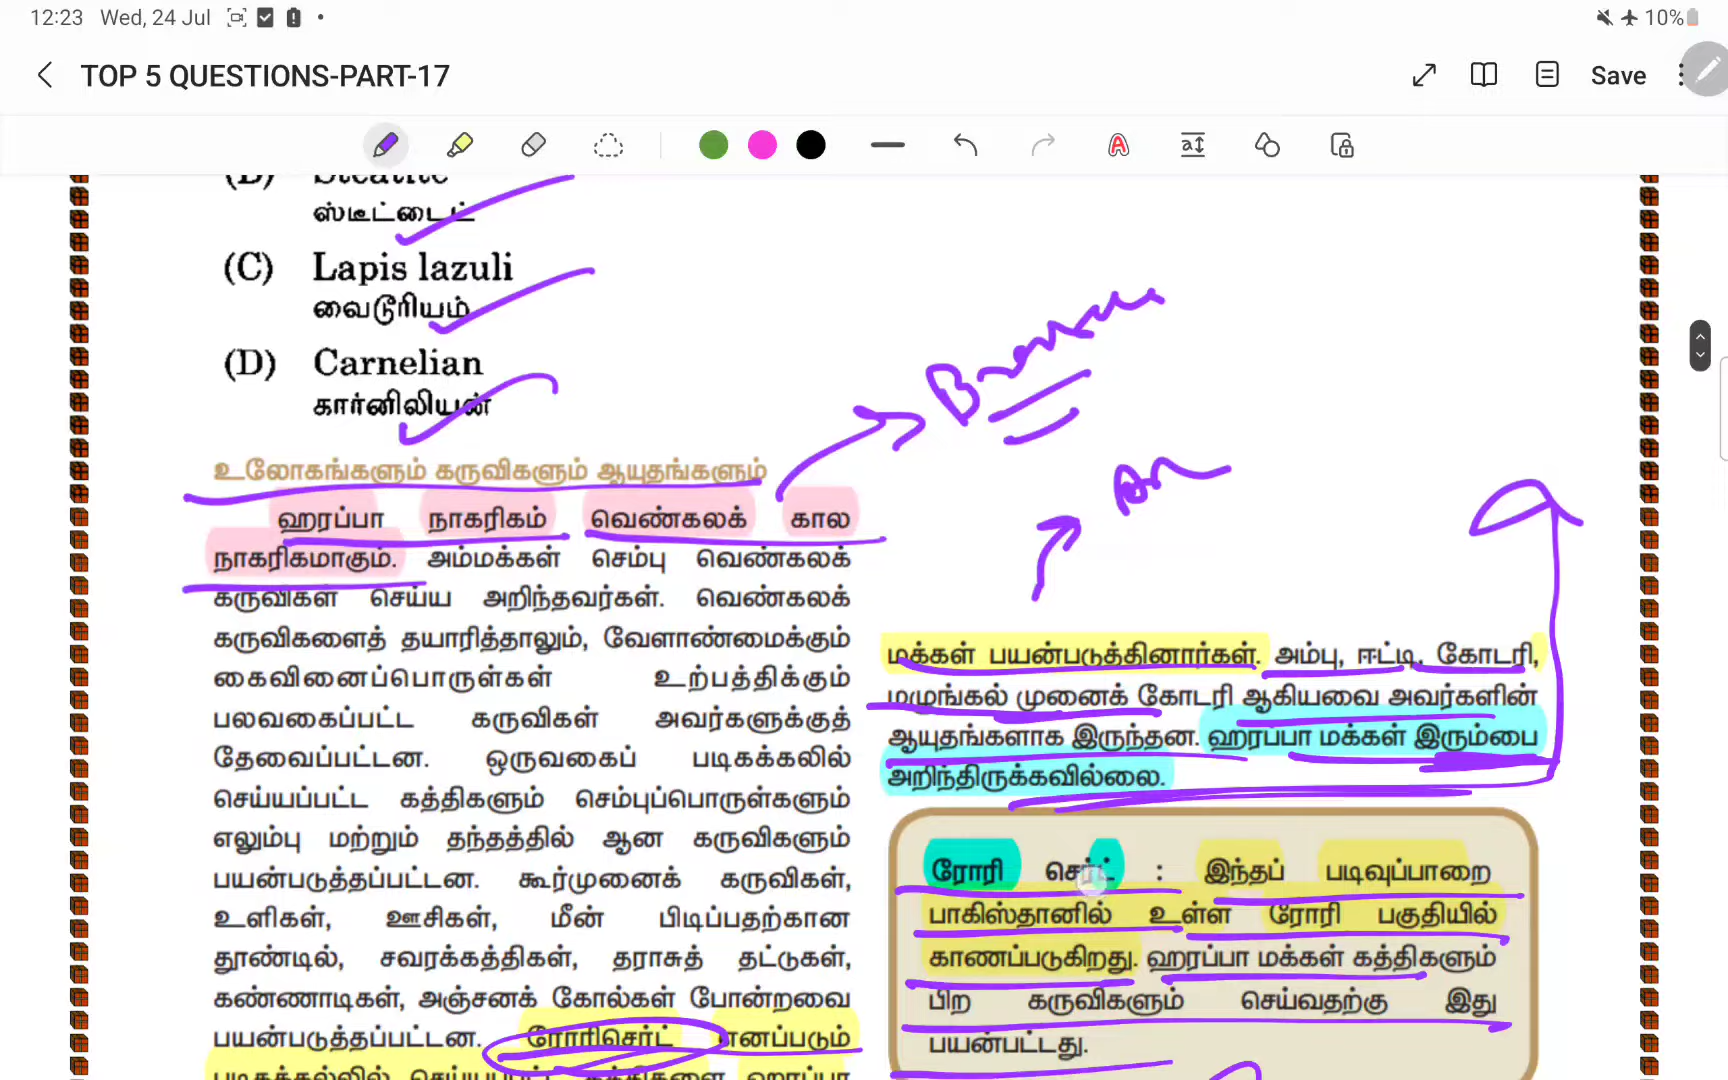 12:23 Wed, 24 Jul
10%
TOP 5 QUESTIONS-PART-17
Save
Steatite
ஸ்டீட்டைட்
(C) Lapis lazuli
வைடூரியம்
(D) Carnelian
கார்னிலியன்
உலோகங்களும் கருவிகளும் ஆயுதங்களும்
ஹரப்பா நாகரிகம் வெண்கலக் கால
நாகரிகமாகும். அம்மக்கள் செம்பு வெண்கலக்
கருவிகள் செய்ய அறிந்தவர்கள். வெண்கலக்
கருவிகளைத் தயாரித்தாலும், வேளாண்மைக்கும்
கைவினைப்பொருள்கள் உற்பத்திக்கும்
பலவகைப்பட்ட கருவிகள் அவர்களுக்குத்
தேவைப்பட்டன. ஒருவகைப் படிகக்கலில்
செய்யப்பட்ட கத்திகளும் செம்புப்பொருள்களும்
எலும்பு மற்றும் தந்தத்தில் ஆன கருவிகளும்
பயன்படுத்தப்பட்டன. கூர்முனைக் கருவிகள்,
உளிகள், ஊசிகள், மீன் பிடிப்பதற்கான
தூண்டில், சவரக்கத்திகள், தராசுத் தட்டுகள்,
கண்ணாடிகள், அஞ்சனக் கோல்கள் போன்றவை
பயன்படுத்தப்பட்டன. ரோரிசெர்ட் எனப்படும்
மக்கள் பயன்படுத்தினார்கள். அம்பு, ஈட்டி, கோடரி,
மழுங்கல் முனைக் கோடரி ஆகியவை அவர்களின்
ஆயுதங்களாக இருந்தன. ஹரப்பா மக்கள் இரும்பை
அறிந்திருக்கவில்லை.
ரோரி செர்ட் : இந்தப் படிவுப்பாறை
பாகிஸ்தானில் உள்ள ரோரி பகுதியில்
காணப்படுகிறது. ஹரப்பா மக்கள் கத்திகளும்
பிற கருவிகளும் செய்வதற்கு இது
பயன்பட்டது.